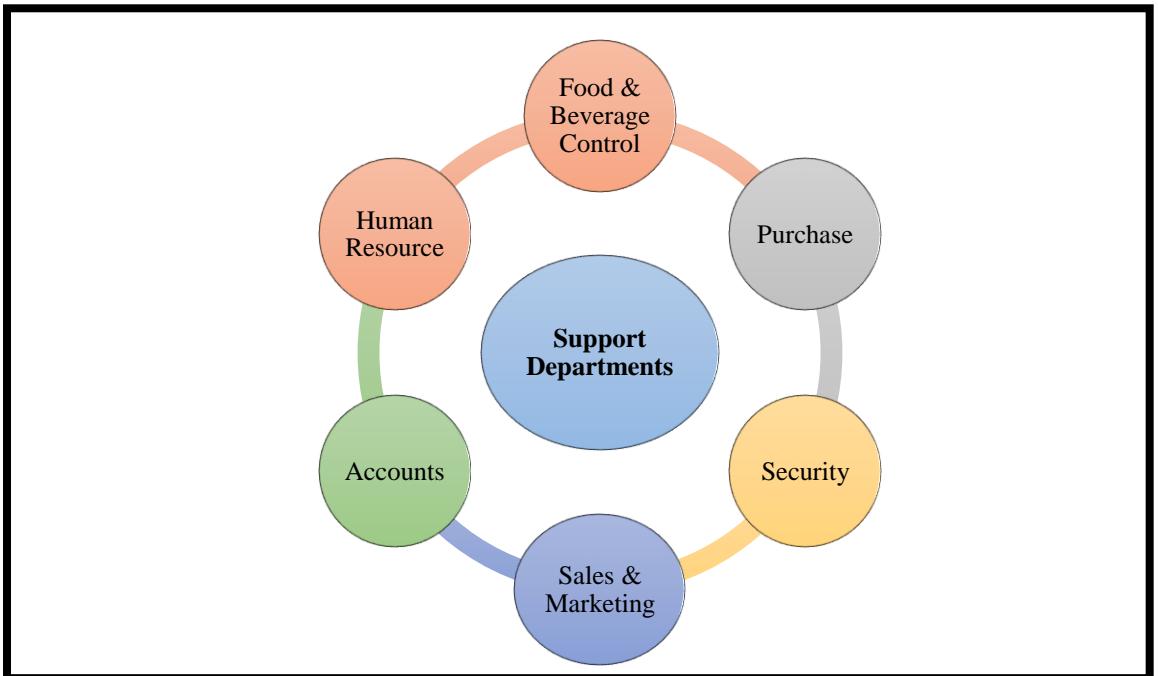 Food &
Beverage
Control
Human
Resource
Purchase
Support
Departments
Accounts
Security
Sales &
Marketing